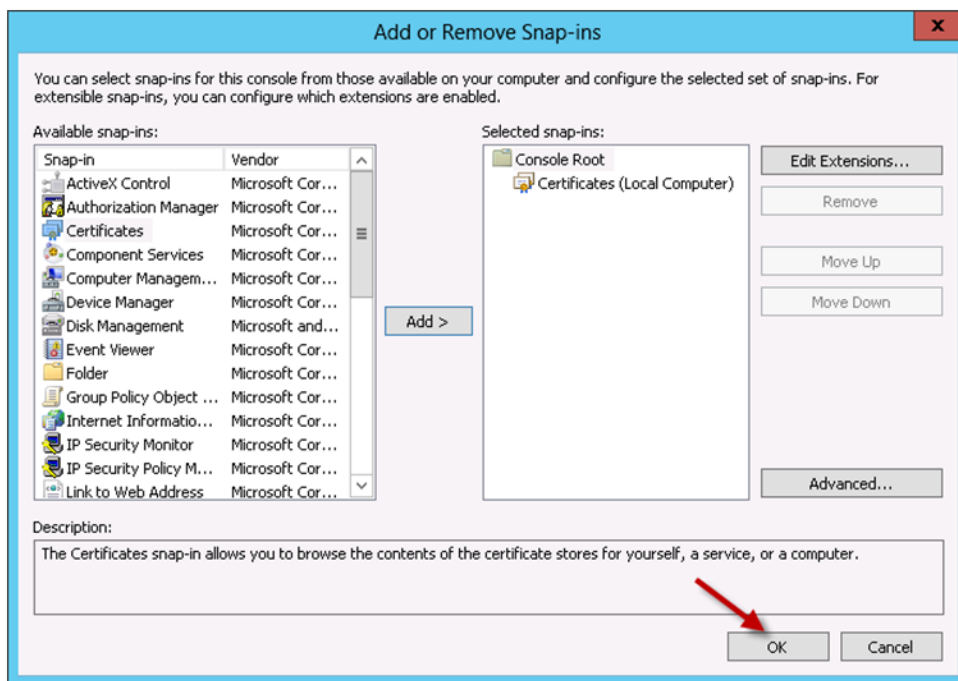 Add or Remove Snap-ins
x
You can select snap-ins for this console from those available on your computer and configure the selected set of snap-ins. For
extensible snap-ins, you can configure which extensions are enabled.
Available snap-ins:
Snap-in Vendor
ActiveX Control Microsoft Cor...
Authorization Manager Microsoft Cor...
Certificates Microsoft Cor...
Component Services Microsoft Cor...
Computer Managem... Microsoft Cor...
Device Manager Microsoft Cor...
Disk Management Microsoft and...
Event Viewer Microsoft Cor...
Folder Microsoft Cor...
Group Policy Object ... Microsoft Cor...
Internet Informatio... Microsoft Cor...
IP Security Monitor Microsoft Cor...
IP Security Policy M... Microsoft Cor...
Link to Web Address Microsoft Cor...
Add >
Selected snap-ins:
Console Root
Certificates (Local Computer)
Edit Extensions...
Remove
Move Up
Move Down
Advanced...
Description:
The Certificates snap-in allows you to browse the contents of the certificate stores for yourself, a service, or a computer.
OK
Cancel